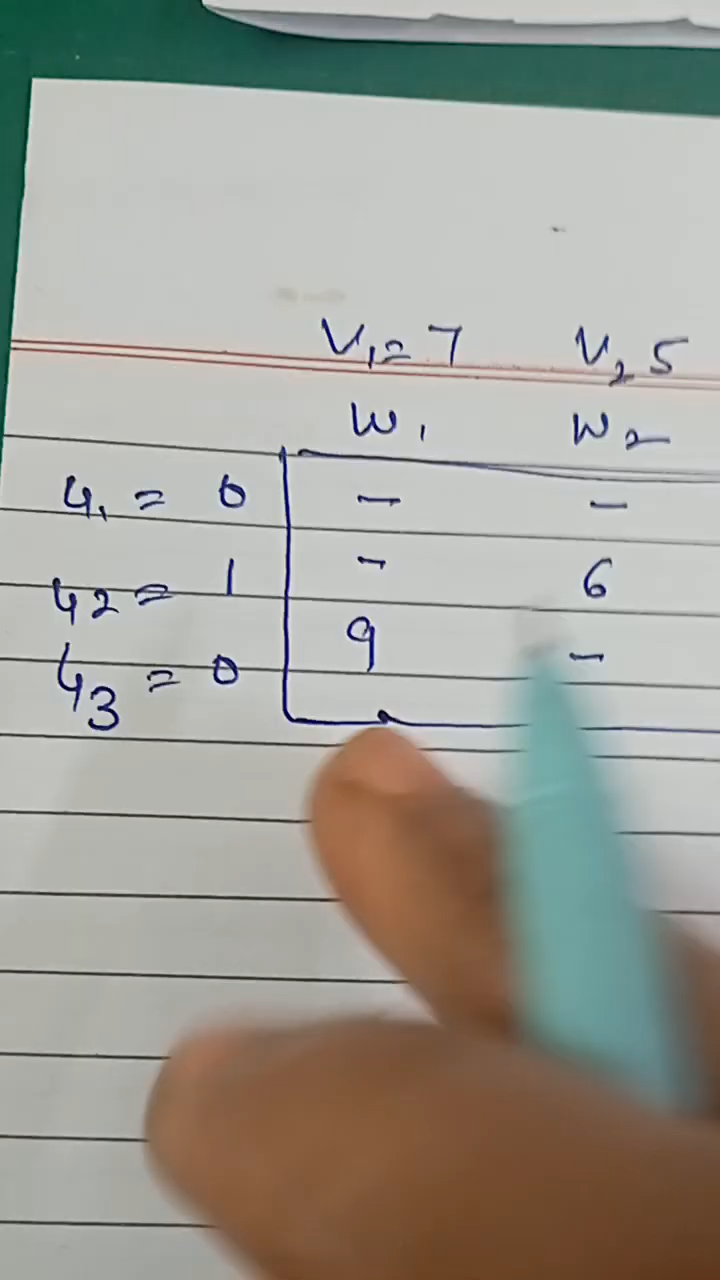 V₁= 7 V₂ 5
W₁ W₂
u₁ = 0 - -
u₂ = 1 - 6
u₃ = 0 9 -